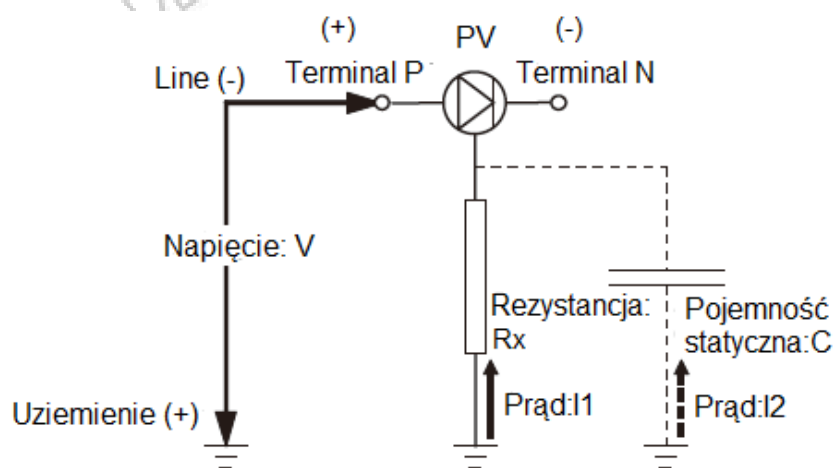 (+)
PV
(-)
Line (-)
Terminal P
Terminal N
Napięcie: V
Rezystancja:
Rx
Pojemność
statyczna:C
Uziemienie (+)
Prąd:I1
Prąd:I2